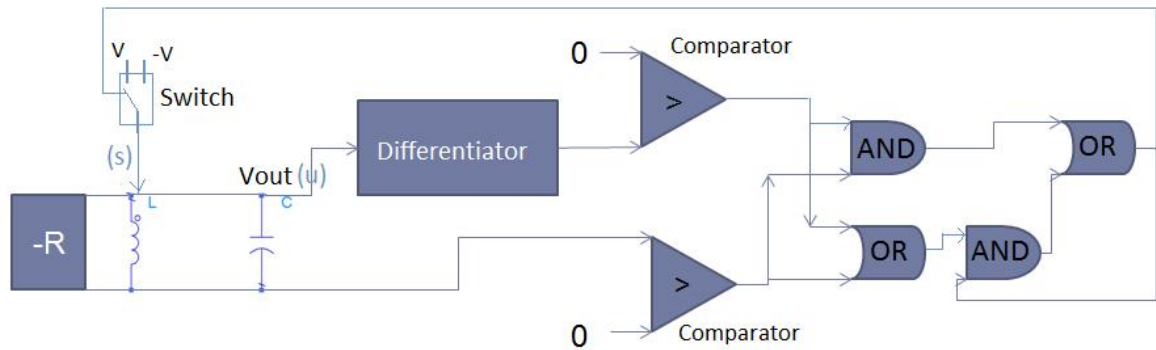 V -V
Switch
(s)
-R
L
Vout (u)
C
Differentiator
0
Comparator
>
0
>
Comparator
AND
OR
AND
OR